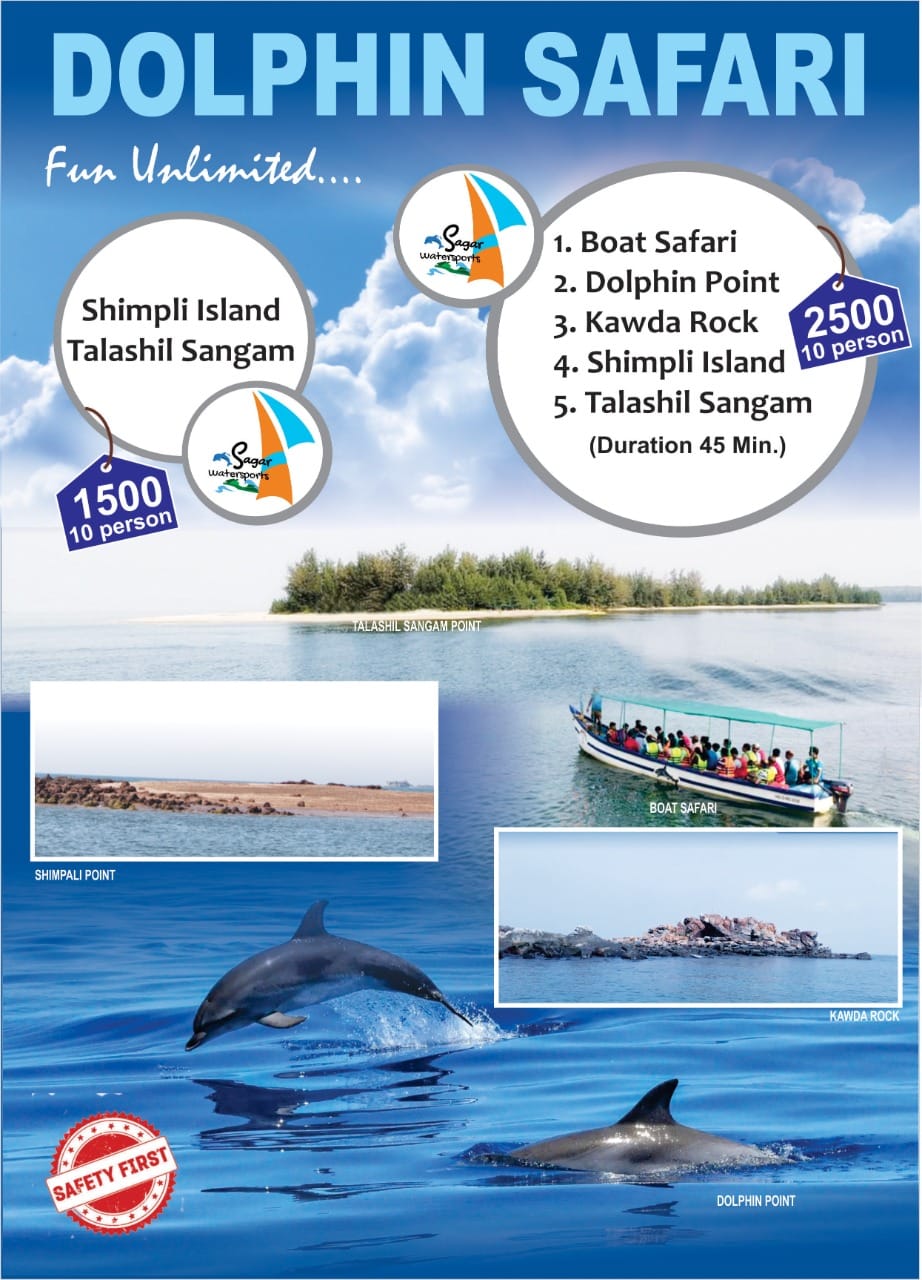 DOLPHIN SAFARI
Fun Unlimited....
Shimpli Island
Talashil Sangam
Sagar
watersports
1500
10 person
Sagar
watersports
1. Boat Safari
2. Dolphin Point
3. Kawda Rock
4. Shimpli Island
5. Talashil Sangam
(Duration 45 Min.)
2500
10 person
TALASHIL SANGAM POINT
BOAT SAFARI
SHIMPALI POINT
KAWDA ROCK
SAFETY FIRST
DOLPHIN POINT